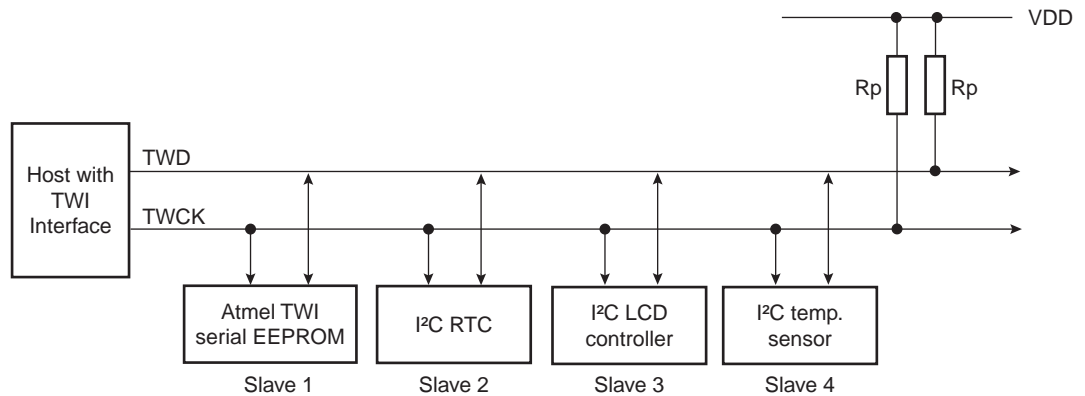 VDD
Rp
Rp
Host with
TWI
Interface
TWD
TWCK
Atmel TWI
serial EEPROM
I²C RTC
I²C LCD
controller
I²C temp.
sensor
Slave 1
Slave 2
Slave 3
Slave 4